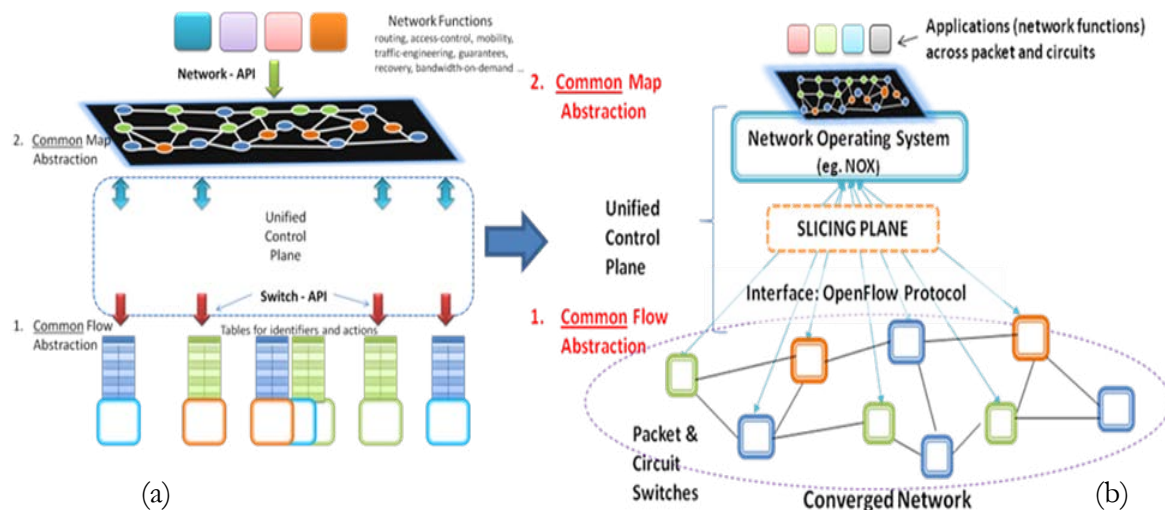 Network Functions
routing, access-control, mobility,
traffic-engineering, guarantees,
recovery, bandwidth-on-demand ...
Network - API
2. Common Map
Abstraction
Unified
Control
Plane
Switch - API
1. Common Flow
Abstraction
Tables for identifiers and actions
(a)
Applications (network functions)
across packet and circuits
2. Common Map
Abstraction
Network Operating System
(eg. NOX)
SLICING PLANE
Unified
Control
Plane
Interface: OpenFlow Protocol
1. Common Flow
Abstraction
Packet &
Circuit
Switches
Converged Network
(b)